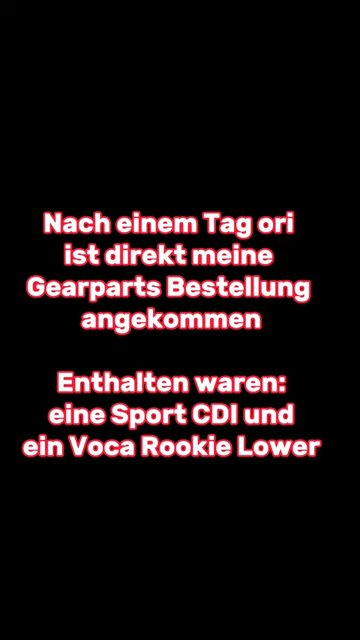 Nach einem Tag ori
ist direkt meine
Gearparts Bestellung
angekommen
Enthalten waren:
eine Sport CDI und
ein Voca Rookie Lower